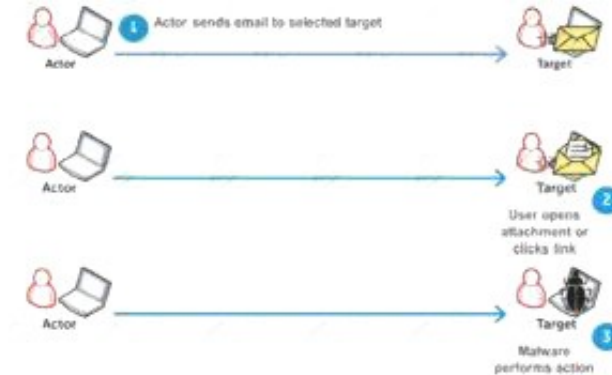 1 Actor sends email to selected target
Actor
Target
Actor
Target
2
User opens
attachment or
clicks link
Actor
Target
3
Malware
performs action